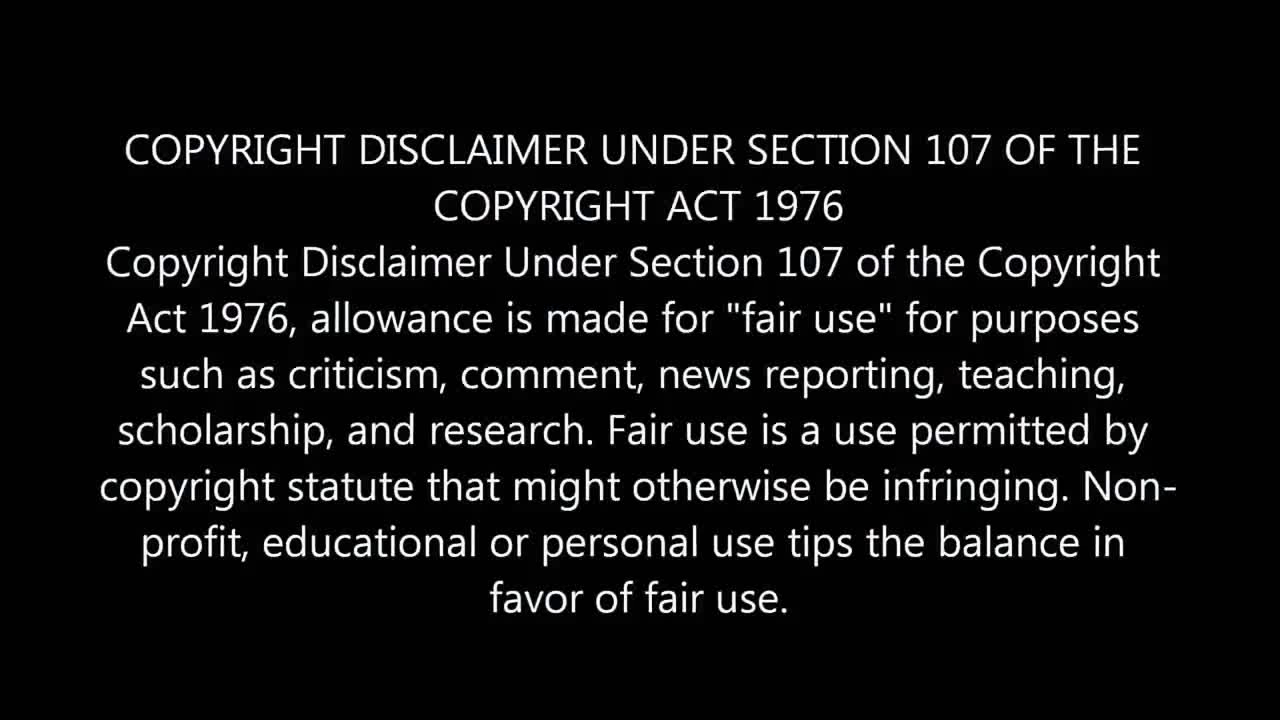 COPYRIGHT DISCLAIMER UNDER SECTION 107 OF THE
COPYRIGHT ACT 1976
Copyright Disclaimer Under Section 107 of the Copyright
Act 1976, allowance is made for "fair use" for purposes
such as criticism, comment, news reporting, teaching,
scholarship, and research. Fair use is a use permitted by
copyright statute that might otherwise be infringing. Non-
profit, educational or personal use tips the balance in
favor of fair use.